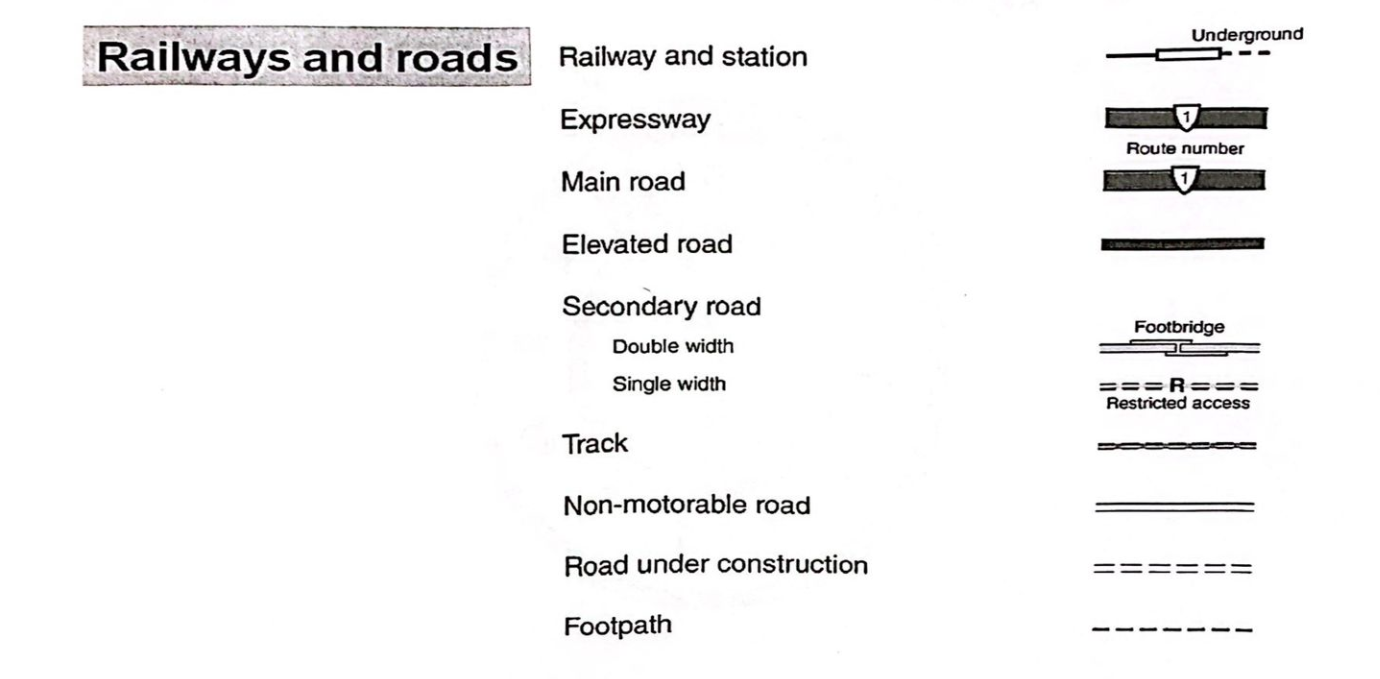 Railways and roads
Railway and station
Underground
Expressway
1
Route number
Main road
1
Elevated road
Secondary road
Footbridge
Double width
Single width
R
Restricted access
Track
Non-motorable road
Road under construction
Footpath